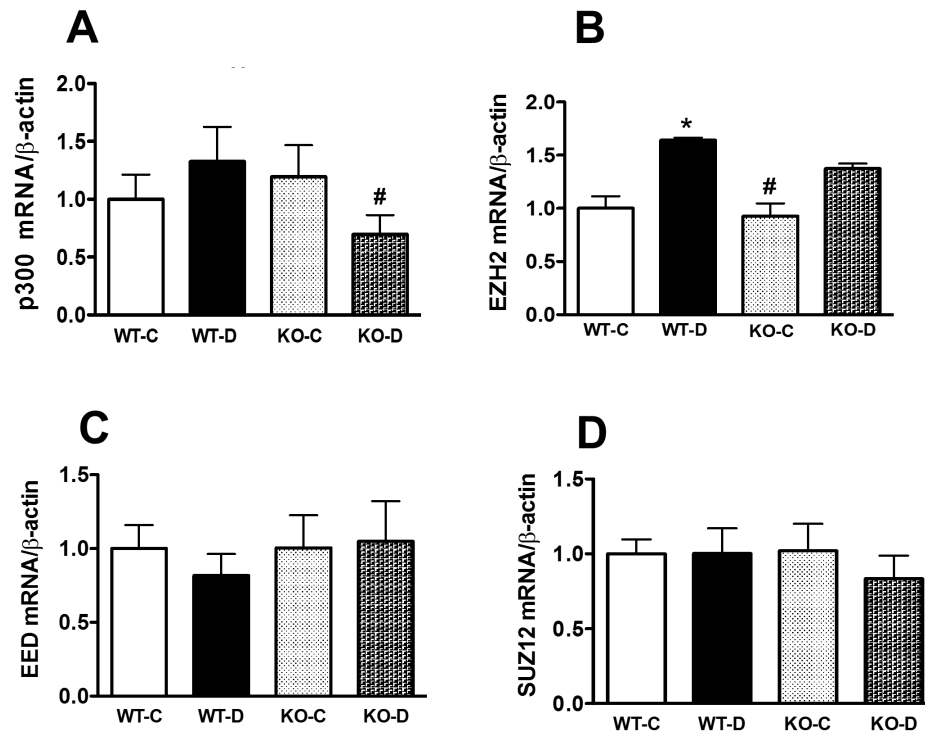 A
p300 mRNA/β-actin
2.0
1.5
1.0
0.5
0.0
#
WT-C WT-D KO-C KO-D
B
EZH2 mRNA/β-actin
2.0
1.5
1.0
0.5
0.0
*
#
WT-C WT-D KO-C KO-D
C
EED mRNA/β-actin
1.5
1.0
0.5
0.0
WT-C WT-D KO-C KO-D
D
SUZ12 mRNA/β-actin
1.5
1.0
0.5
0.0
WT-C WT-D KO-C KO-D